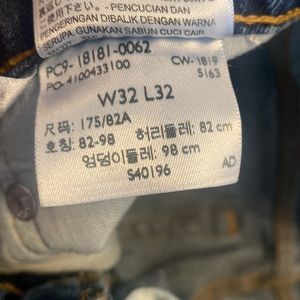 PENCUCIAN DAN
PENGERINGAN DIBALIK DENGAN WARNA
SERUPA. GUNAKAN SABUN CUCI CAIR.
PC9-18181-0062 CW-1819
PO-4100433100 5163
W32 L32
尺码: 175/82A
호칭: 82-98 허리둘레: 82 cm
엉덩이둘레: 98 cm
S40196 AD